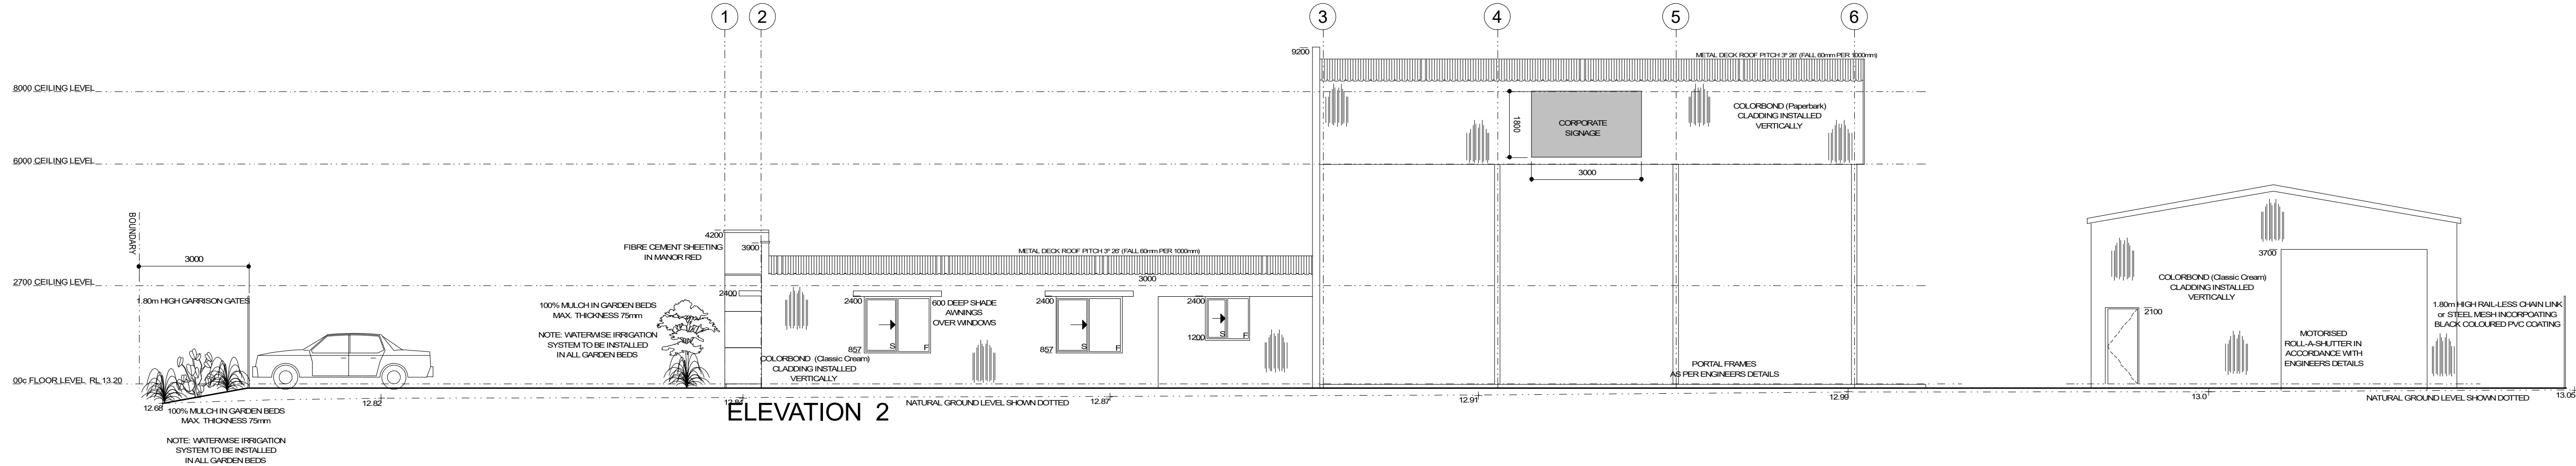 1
2
3
4
5
6
9200
METAL DECK ROOF PITCH 3° 26' (FALL 60mm PER 1000mm)
8000 CEILING LEVEL
COLORBOND (Paperbark)
CLADDING INSTALLED
VERTICALLY
CORPORATE
SIGNAGE
1800
3000
6000 CEILING LEVEL
BOUNDARY
3000
4200
3900
FIBRE CEMENT SHEETING
IN MANOR RED
METAL DECK ROOF PITCH 3° 26' (FALL 60mm PER 1000mm)
3000
2700 CEILING LEVEL
1.80m HIGH GARRISON GATES
100% MULCH IN GARDEN BEDS
MAX. THICKNESS 75mm
NOTE: WATERWISE IRRIGATION
SYSTEM TO BE INSTALLED
IN ALL GARDEN BEDS
2400
2400
600 DEEP SHADE
AWNINGS
OVER WINDOWS
2400
2400
S
F
857
S
F
857
S
F
1200
COLORBOND (Classic Cream)
CLADDING INSTALLED
VERTICALLY
PORTAL FRAMES
AS PER ENGINEERS DETAILS
3700
COLORBOND (Classic Cream)
CLADDING INSTALLED
VERTICALLY
2100
MOTORISED
ROLL-A-SHUTTER IN
ACCORDANCE WITH
ENGINEERS DETAILS
1.80m HIGH RAIL-LESS CHAIN LINK
or STEEL MESH INCORPOATING
BLACK COLOURED PVC COATING
00c FLOOR LEVEL RL 13.20
12.68
100% MULCH IN GARDEN BEDS
MAX. THICKNESS 75mm
NOTE: WATERWISE IRRIGATION
SYSTEM TO BE INSTALLED
IN ALL GARDEN BEDS
12.82
ELEVATION 2
NATURAL GROUND LEVEL SHOWN DOTTED
12.87
12.91
12.99
13.0
NATURAL GROUND LEVEL SHOWN DOTTED
13.05